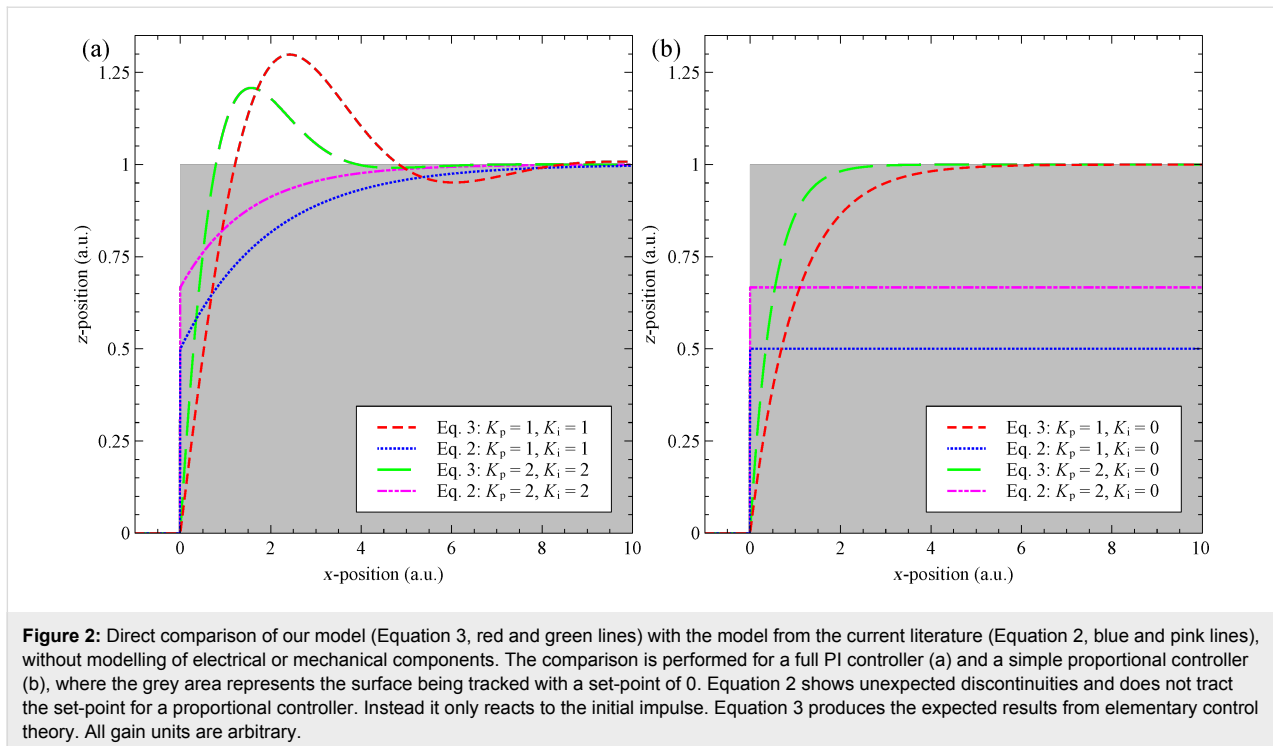 (a)
1.25
1
0.75
0.5
0.25
0
z-position (a.u.)
0 2 4 6 8 10
x-position (a.u.)
Eq. 3: Kp = 1, Ki = 1
Eq. 2: Kp = 1, Ki = 1
Eq. 3: Kp = 2, Ki = 2
Eq. 2: Kp = 2, Ki = 2
(b)
1.25
1
0.75
0.5
0.25
0
z-position (a.u.)
0 2 4 6 8 10
x-position (a.u.)
Eq. 3: Kp = 1, Ki = 0
Eq. 2: Kp = 1, Ki = 0
Eq. 3: Kp = 2, Ki = 0
Eq. 2: Kp = 2, Ki = 0
Figure 2: Direct comparison of our model (Equation 3, red and green lines) with the model from the current literature (Equation 2, blue and pink lines),
without modelling of electrical or mechanical components. The comparison is performed for a full PI controller (a) and a simple proportional controller
(b), where the grey area represents the surface being tracked with a set-point of 0. Equation 2 shows unexpected discontinuities and does not tract
the set-point for a proportional controller. Instead it only reacts to the initial impulse. Equation 3 produces the expected results from elementary control
theory. All gain units are arbitrary.